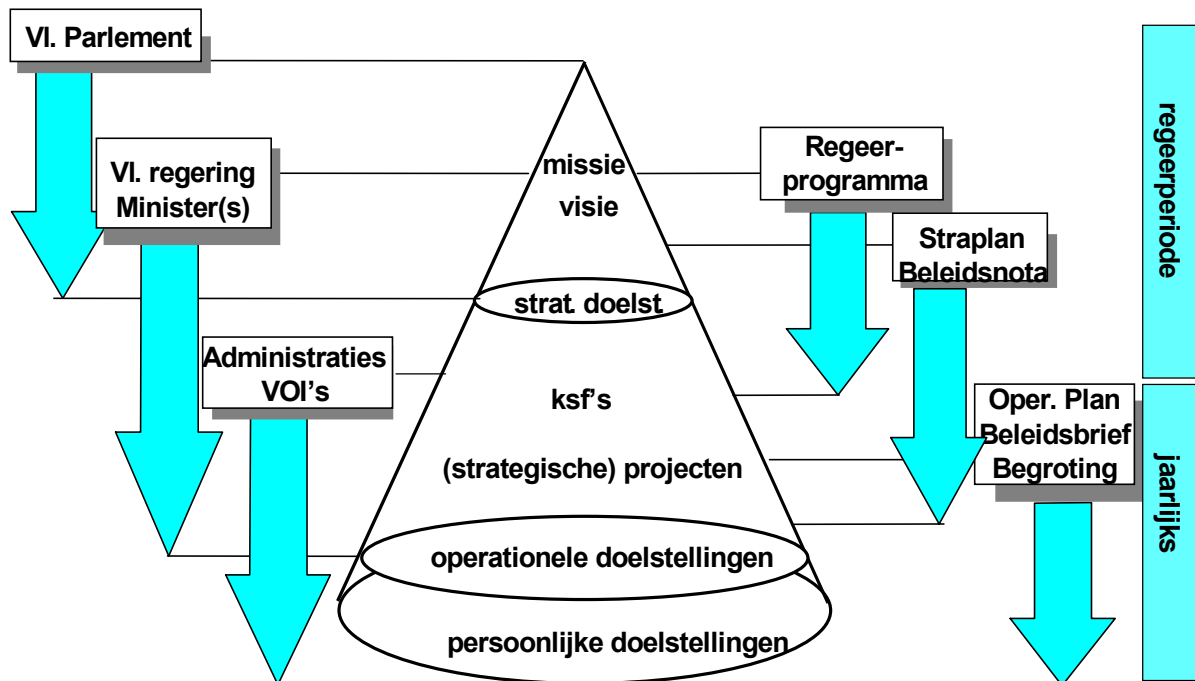 Vl. Parlement
Vl. regering
Minister(s)
Administraties
VOI's
missie
visie
strat. doelst.
ksf's
(strategische) projecten
operationele doelstellingen
persoonlijke doelstellingen
Regeer-
programma
Straplan
Beleidsnota
Oper. Plan
Beleidsbrief
Begroting
regeerperiode
jaarlijks